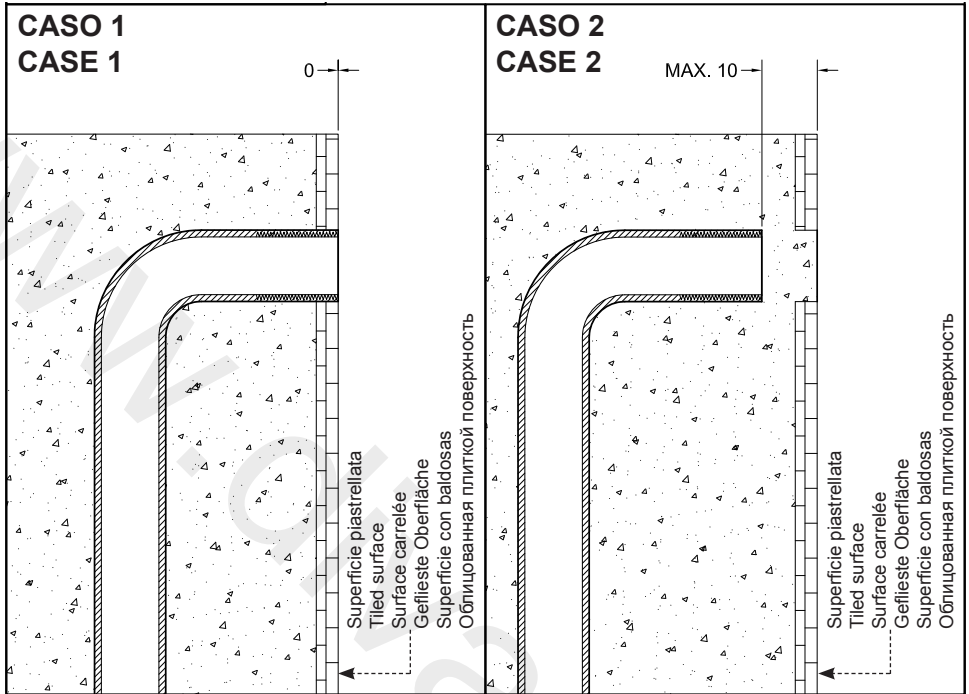 CASO 1
CASE 1
0
Superficie piastrellata
Tiled surface
Surface carrelée
Geflieste Oberfläche
Superficie con baldosas
Облицованная плиткой поверхность
CASO 2
CASE 2
MAX. 10
Superficie piastrellata
Tiled surface
Surface carrelée
Geflieste Oberfläche
Superficie con baldosas
Облицованная плиткой поверхность